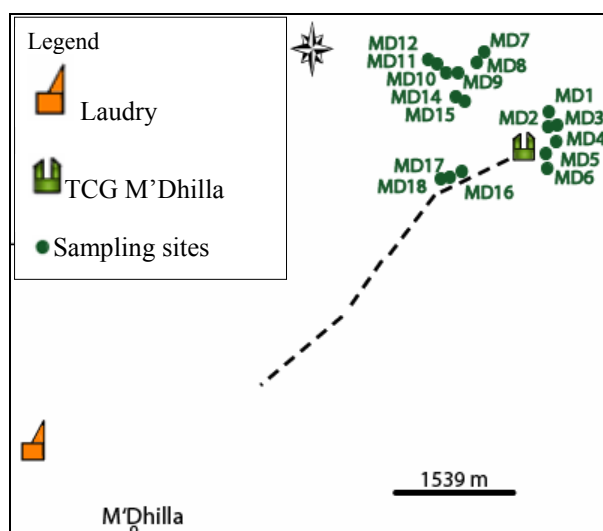 Legend
Laudry
TCG M'Dhilla
Sampling sites
MD12
MD11
MD10
MD7
MD8
MD9
MD14
MD15
MD1
MD2
MD3
MD4
MD5
MD6
MD17
MD18
MD16
1539 m
M'Dhilla